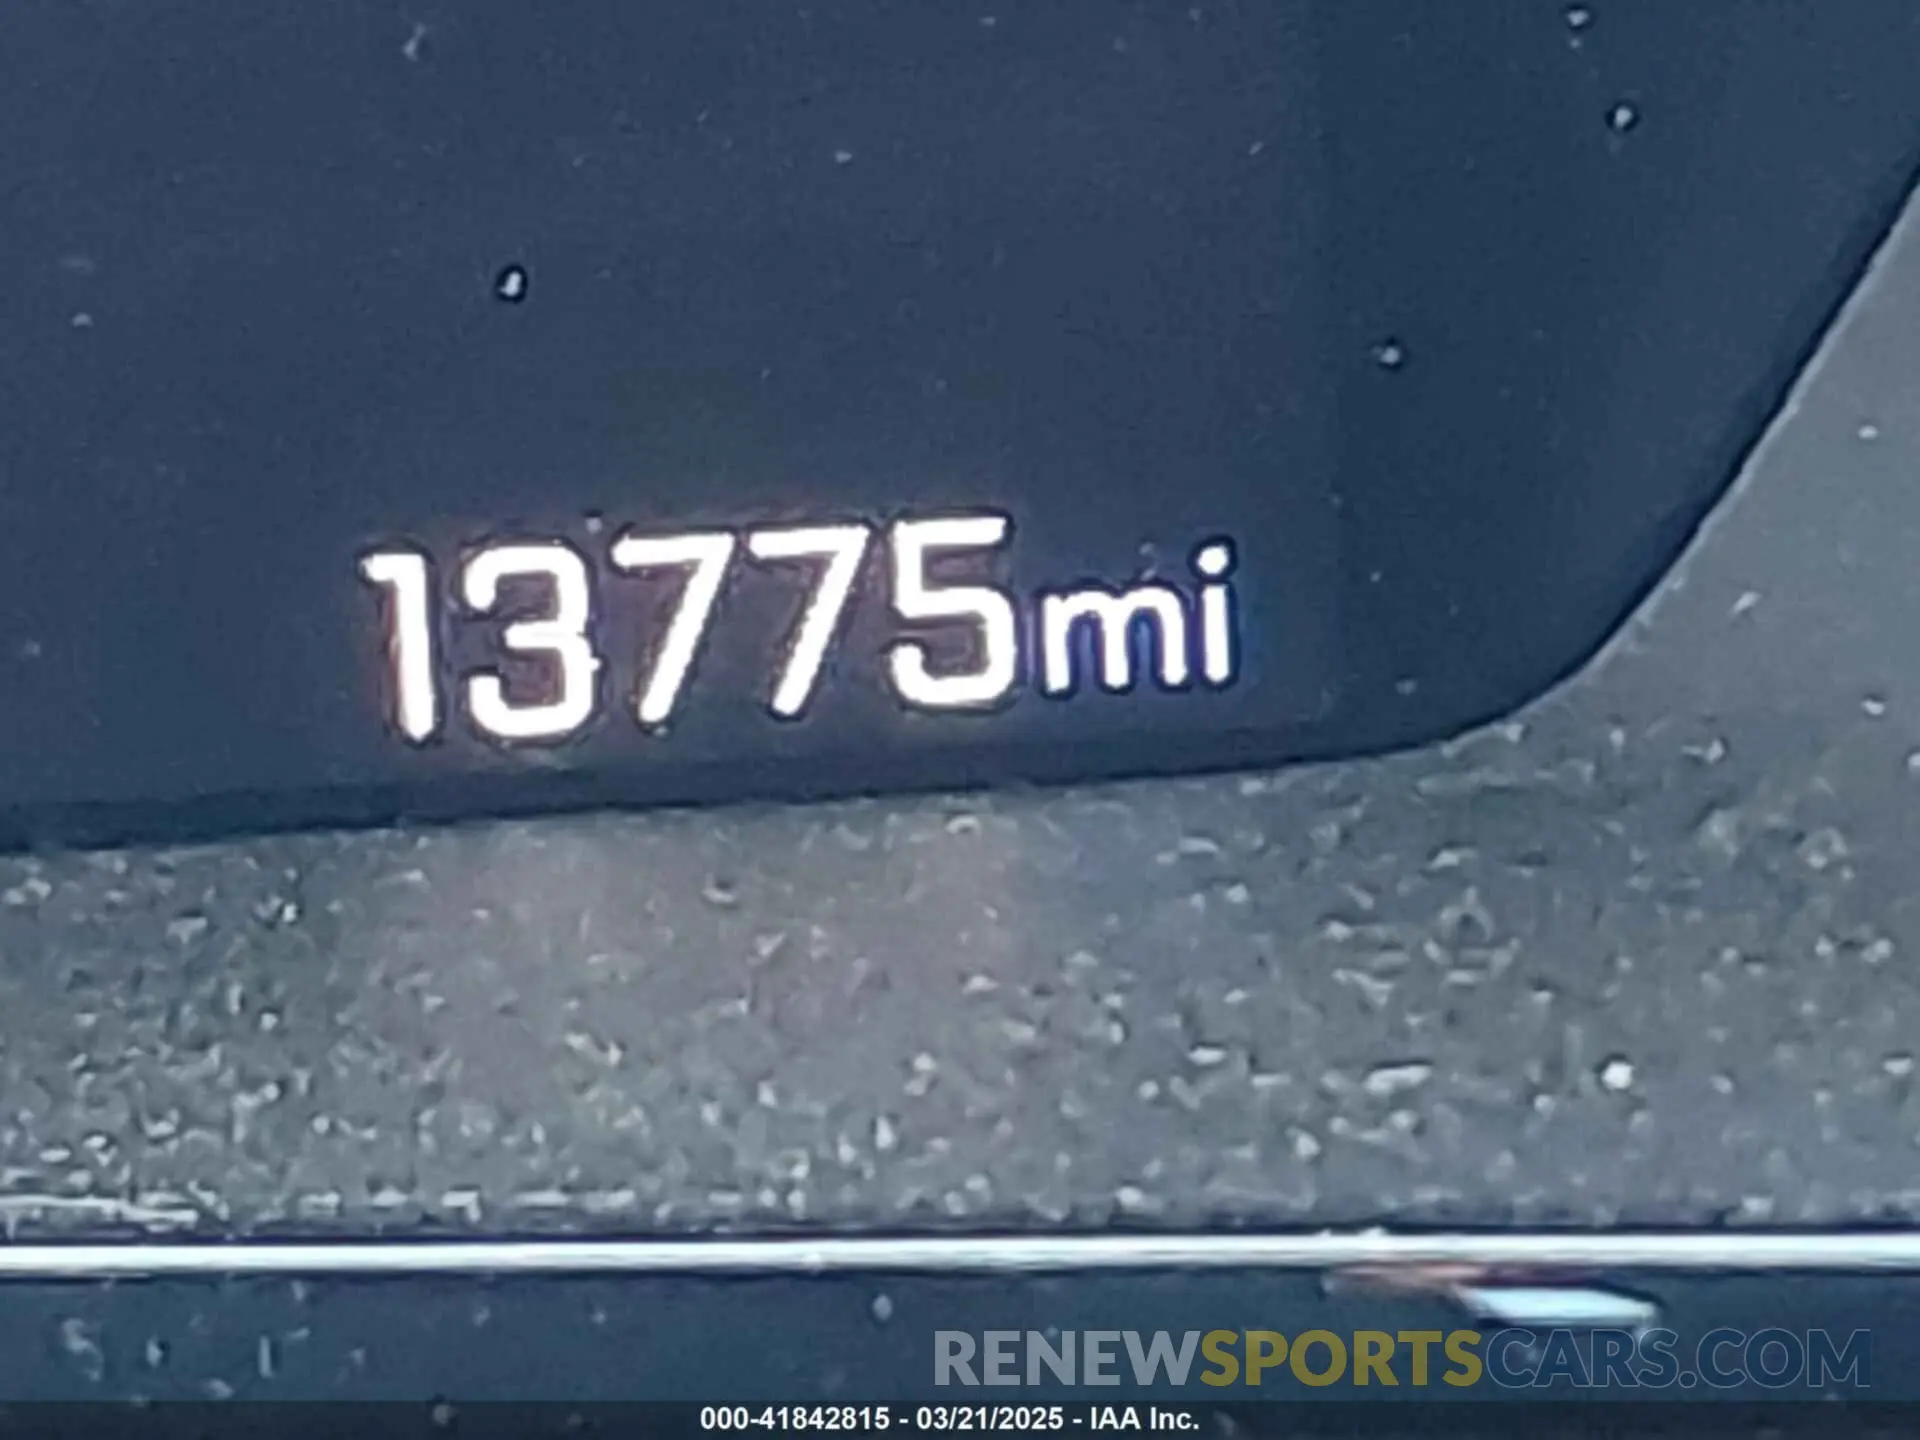 13775mi
RENEWSPORTSCARS.COM
000-41842815 - 03/21/2025 - IAA Inc.